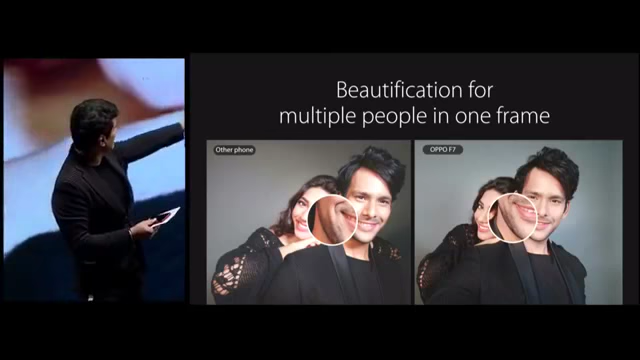 Beautification for
multiple people in one frame
Other phone
OPPO F7